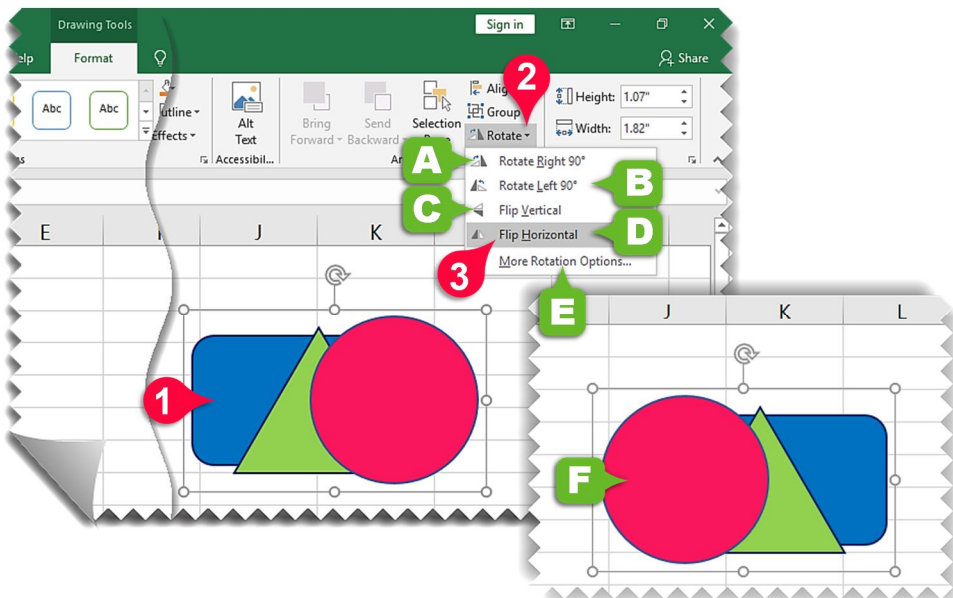 Drawing Tools
Sign in
elp
Format
Share
Abc
Abc
utline
Effects
Alt
Text
Accessibil...
Bring
Forward
Send
Backward
Selection
Alig
Group
Rotate
Height: 1.07"
Width: 1.82"
2
A
Rotate Right 90°
Rotate Left 90°
B
C
Flip Vertical
Flip Horizontal
D
3
More Rotation Options...
E
E
J
K
1
J
K
L
F